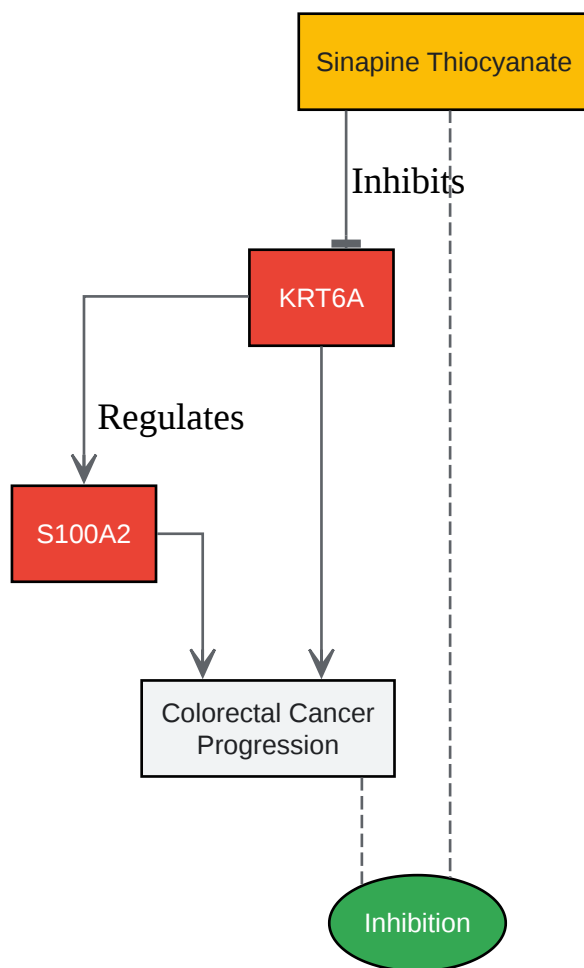 Sinapine Thiocyanate
Inhibits
KRT6A
Regulates
S100A2
Colorectal Cancer
Progression
Inhibition